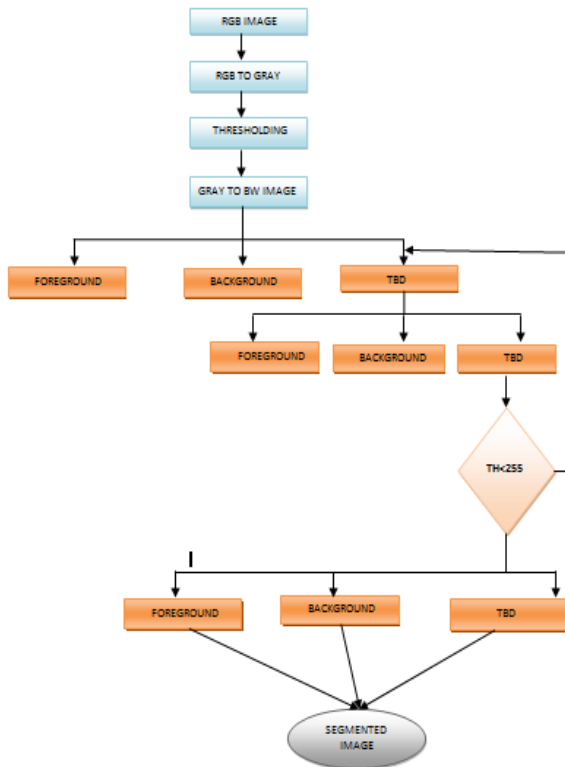 RGB IMAGE
RGB TO GRAY
THRESHOLDING
GRAY TO BW IMAGE
FOREGROUND
BACKGROUND
TBD
FOREGROUND
BACKGROUND
TBD
TH<255
FOREGROUND
BACKGROUND
TBD
SEGMENTED
IMAGE